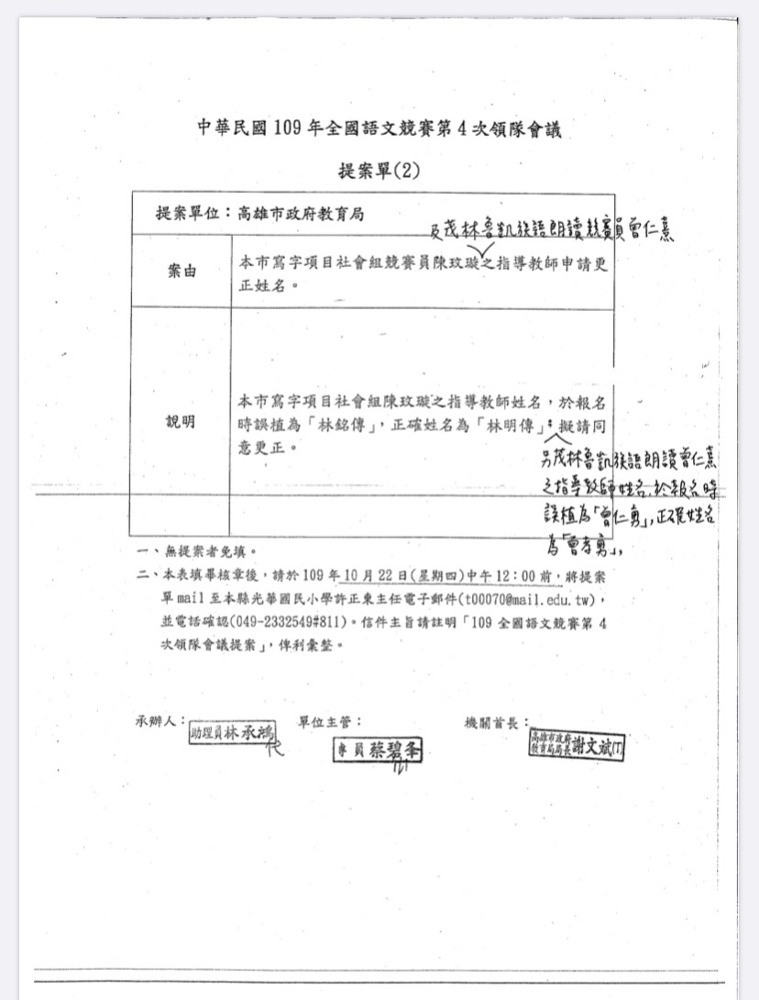 中華民國 109 年全國語文競賽第 4 次領隊會議
提案單(2)
提案單位：高雄市政府教育局
及茂林魯凱族語朗讀競賽員曾仁熹
案由
本市寫字項目社會組競賽員陳玟璇之指導教師申請更
正姓名。
說明
本市寫字項目社會組陳玟璇之指導教師姓名，於報名
時誤植為「林銘傳」，正確姓名為「林明傳」，擬請同
意更正。
另茂林魯凱族語朗讀曾仁熹
之指導教師姓名，於報名時
誤植為「曾仁勇」，正確姓名
為「曾孝勇」，
一、無提案者免填。
二、本表填畢核章後，請於 109 年 10 月 22 日(星期四)中午 12：00 前，將提案
單 mail 至本縣光華國民小學許正東主任電子郵件(t00070@mail.edu.tw)，
並電話確認(049-2332549#811)。信件主旨請註明「109 全國語文競賽第 4
次領隊會議提案」，俾利彙整。
承辦人：
助理員林承鴻
代
單位主管：
專員蔡碧
機關首長：
高雄市政府
教育局局長
謝文斌(丁)